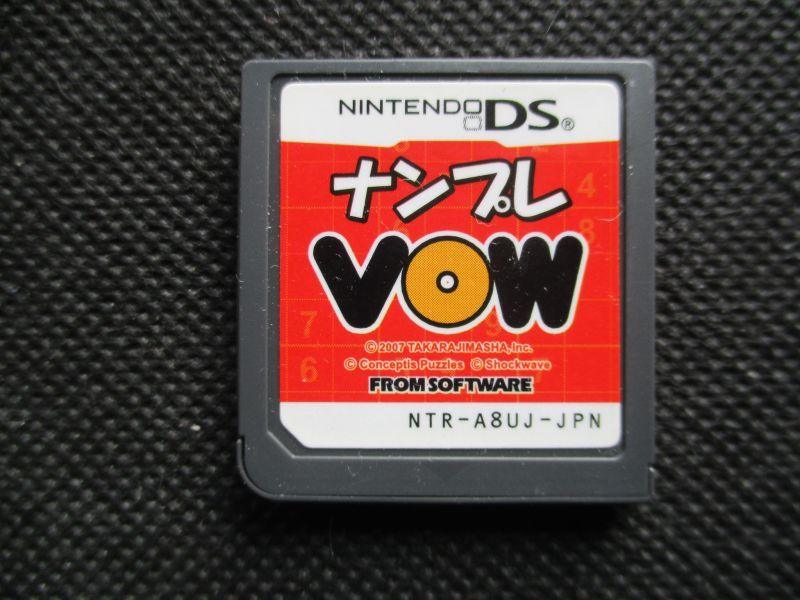 NINTENDO DS®
ナンプレ
VOW
© 2007 TAKARAJIMASHA,Inc.
© Conceptis Puzzles © Shockwave
FROM SOFTWARE
NTR-A8UJ-JPN